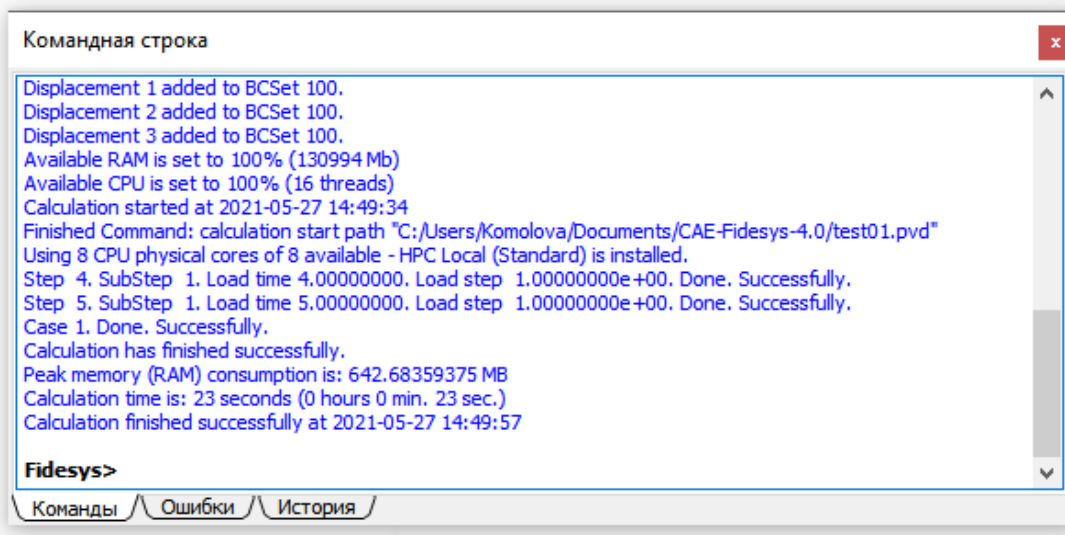 Командная строка
x
Displacement 1 added to BCSet 100.
Displacement 2 added to BCSet 100.
Displacement 3 added to BCSet 100.
Available RAM is set to 100% (130994 Mb)
Available CPU is set to 100% (16 threads)
Calculation started at 2021-05-27 14:49:34
Finished Command: calculation start path "C:/Users/Komolova/Documents/CAE-Fidesys-4.0/test01.pvd"
Using 8 CPU physical cores of 8 available - HPC Local (Standard) is installed.
Step  4. SubStep  1. Load time 4.00000000. Load step  1.00000000e+00. Done. Successfully.
Step  5. SubStep  1. Load time 5.00000000. Load step  1.00000000e+00. Done. Successfully.
Case 1. Done. Successfully.
Calculation has finished successfully.
Peak memory (RAM) consumption is: 642.68359375 MB
Calculation time is: 23 seconds (0 hours 0 min. 23 sec.)
Calculation finished successfully at 2021-05-27 14:49:57
Fidesys>
Команды Ошибки История